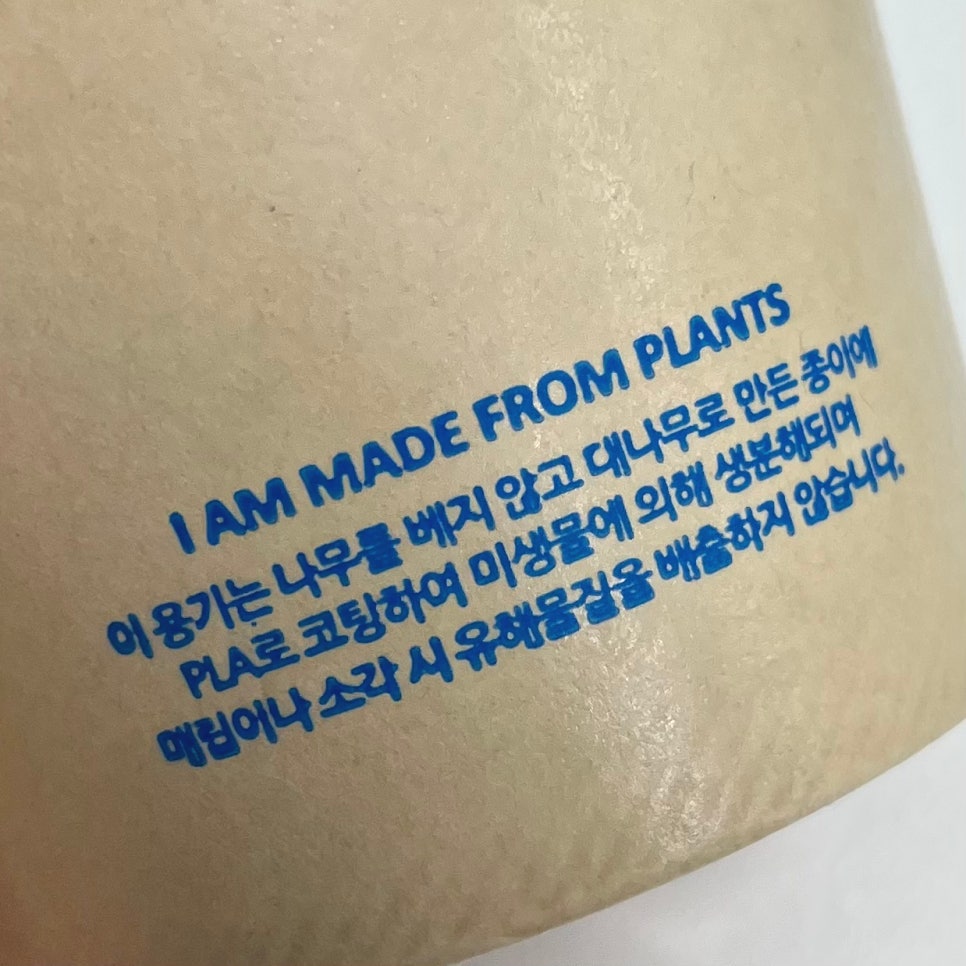 I AM MADE FROM PLANTS
이 용기는 나무를 베지 않고 대나무로 만든 종이에
PLA로 코팅하여 미생물에 의해 생분해되며
매립어나 소각 시 유해물질을 배출하지 않습니다.